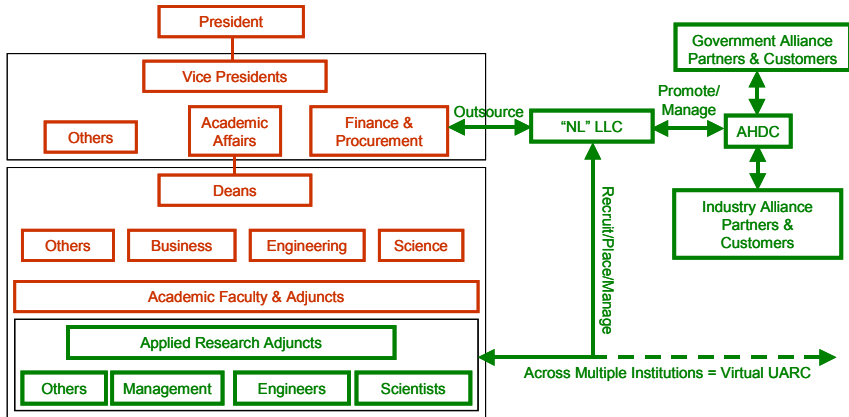 President
Vice Presidents
Others
Academic
Affairs
Finance &
Procurement
Deans
Others
Business
Engineering
Science
Academic Faculty & Adjuncts
Applied Research Adjuncts
Others
Management
Engineers
Scientists
Outsource
"NL" LLC
Promote/
Manage
AHDC
Government Alliance
Partners & Customers
Industry Alliance
Partners &
Customers
Recruit/Place/Manage
Across Multiple Institutions = Virtual UARC